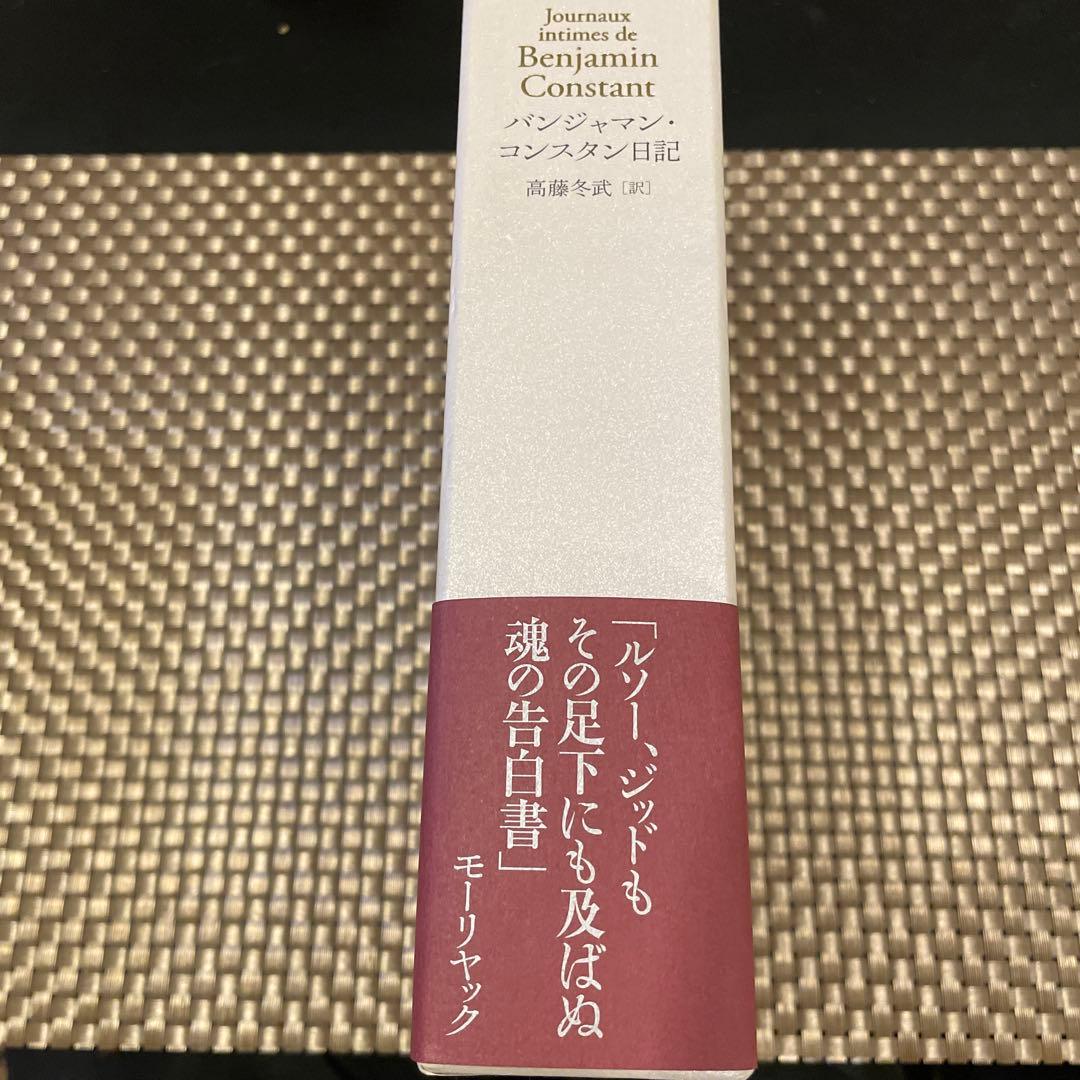 Journaux
intimes de
Benjamin
Constant
バンジャマン・
コンスタン日記
高藤冬武［訳］
「ルソー、ジッドも
その足下にも及ばぬ
魂の告白書」
モーリヤック